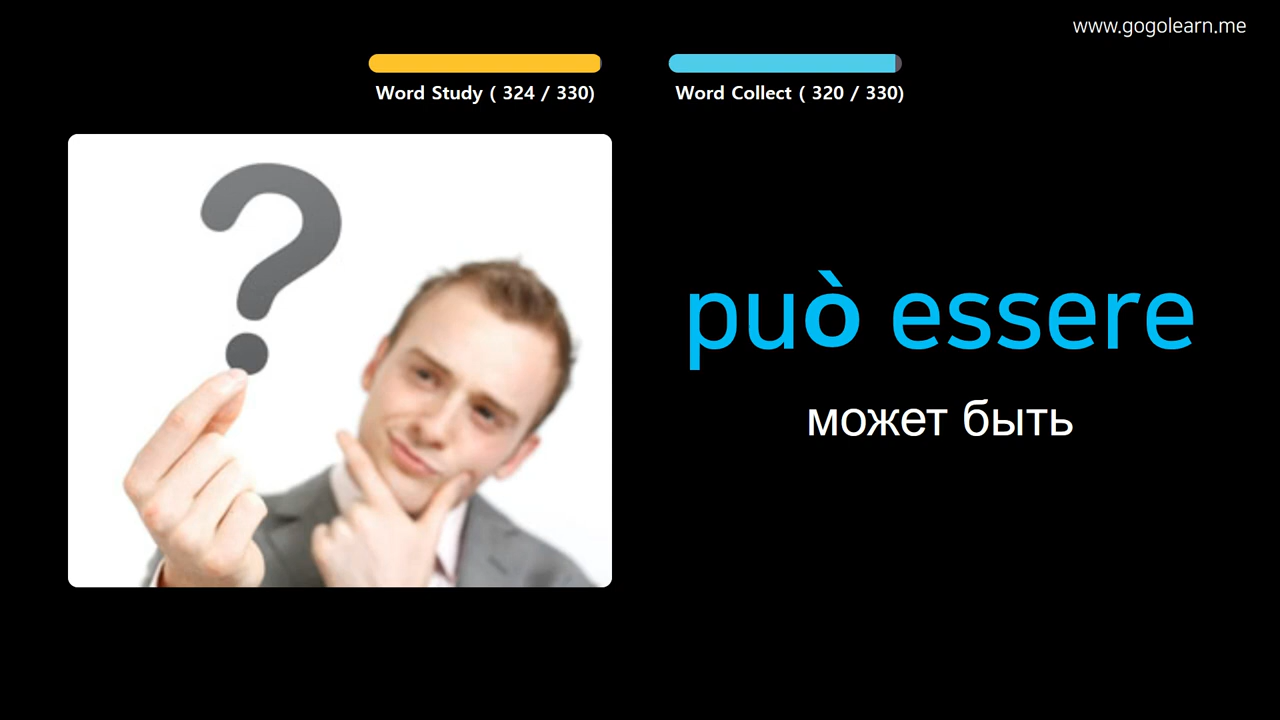 www.gogolearn.me
Word Study ( 324 / 330)
Word Collect ( 320 / 330)
?
può essere
может быть